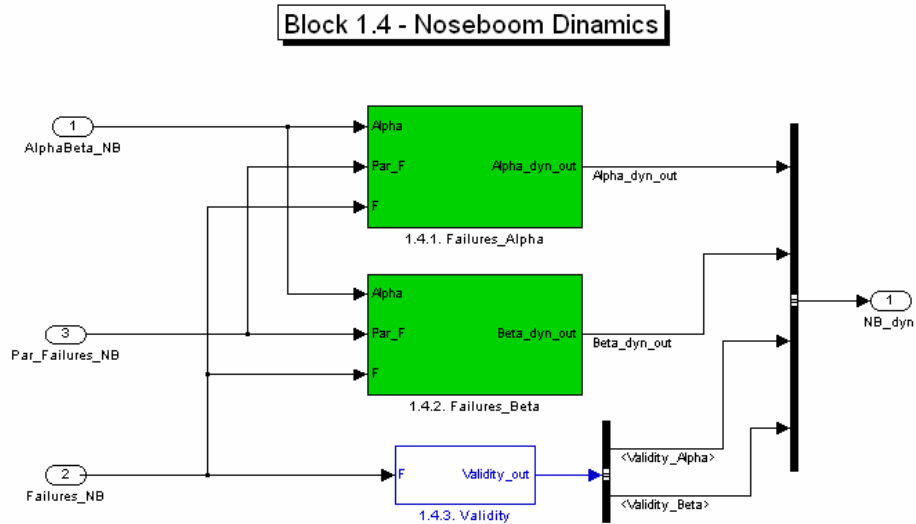 Block 1.4 - Noseboom Dinamics
1
AlphaBeta_NB
Alpha
Par_F
F
Alpha_dyn_out
Alpha_dyn_out
1.4.1. Failures_Alpha
3
Par_Failures_NB
Alpha
Par_F
F
Beta_dyn_out
Beta_dyn_out
1.4.2. Failures_Beta
1
NB_dyn
2
Failures_NB
F
Validity_out
1.4.3. Validity
<Validity_Alpha>
<Validity_Beta>